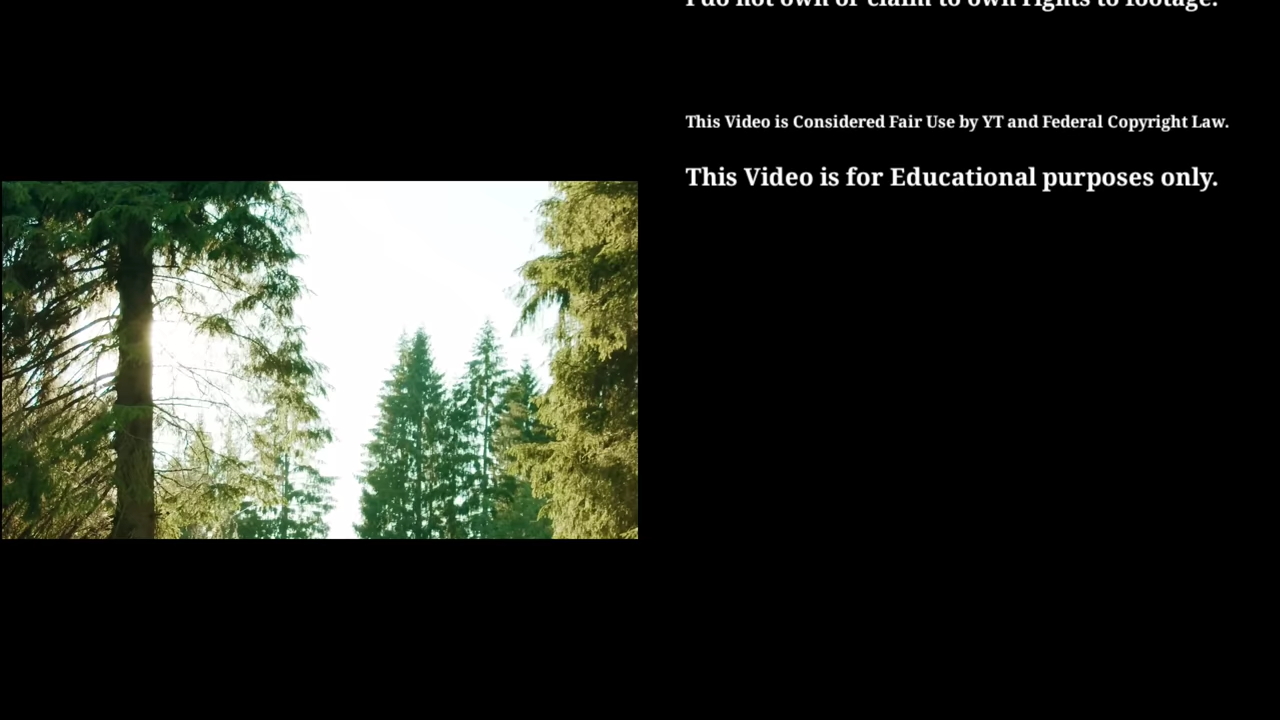 I do not own or claim to own rights to footage.
This Video is Considered Fair Use by YT and Federal Copyright Law.
This Video is for Educational purposes only.